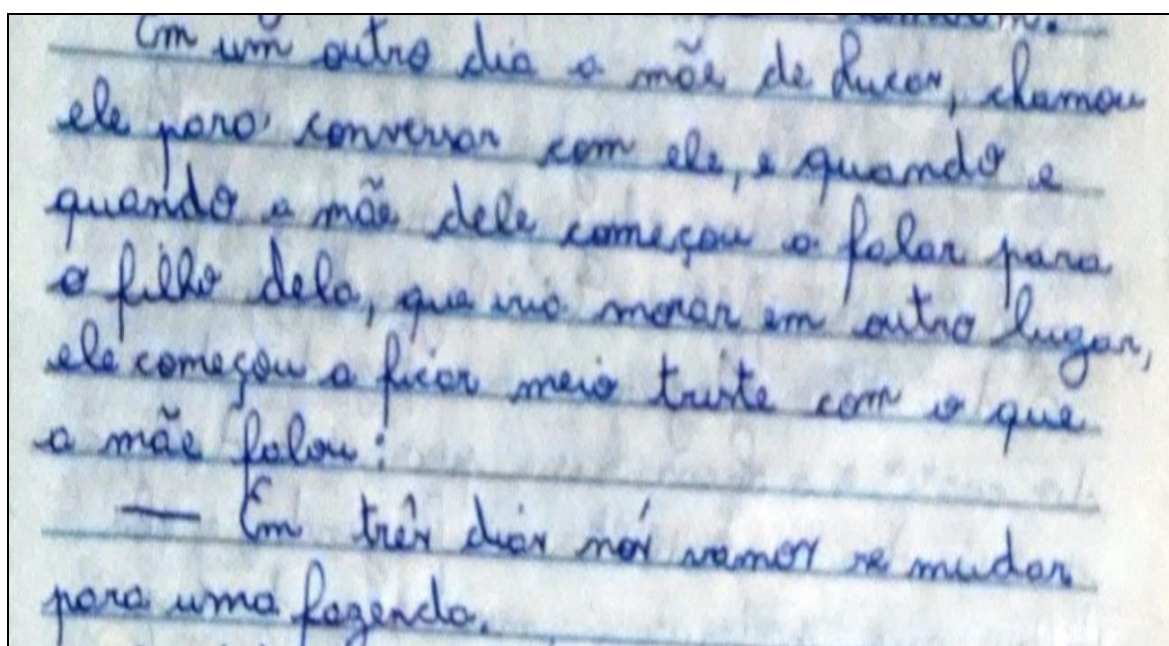 Em um outro dia a mãe de Lucas, chamou
ele para conversar com ele, e quando e
quando a mãe dele começou a falar para
o filho dela, que iria morar em outro lugar,
ele começou a ficar meio triste com o que
a mãe falou:
— Em três dias nós vamos se mudar
para uma fazenda.